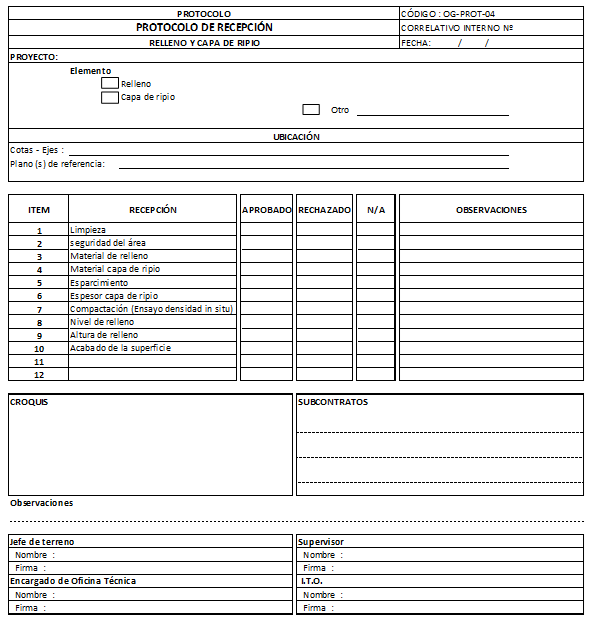 PROTOCOLO
CÓDIGO : OG-PROT-04
PROTOCOLO DE RECEPCIÓN
CORRELATIVO INTERNO Nº
RELLENO Y CAPA DE RIPIO
FECHA: / /
PROYECTO:
Elemento
Relleno
Capa de ripio
Otro
UBICACIÓN
Cotas - Ejes :
Plano (s) de referencia:
ITEM RECEPCIÓN APROBADO RECHAZADO N/A OBSERVACIONES
1 Limpieza
2 seguridad del área
3 Material de relleno
4 Material capa de ripio
5 Esparcimiento
6 Espesor capa de ripio
7 Compactación (Ensayo densidad in situ)
8 Nivel de relleno
9 Altura de relleno
10 Acabado de la superficie
11
12
CROQUIS
SUBCONTRATOS
Observaciones
Jefe de terreno
Nombre :
Firma :
Supervisor
Nombre :
Firma :
Encargado de Oficina Técnica
Nombre :
Firma :
I.T.O.
Nombre :
Firma :